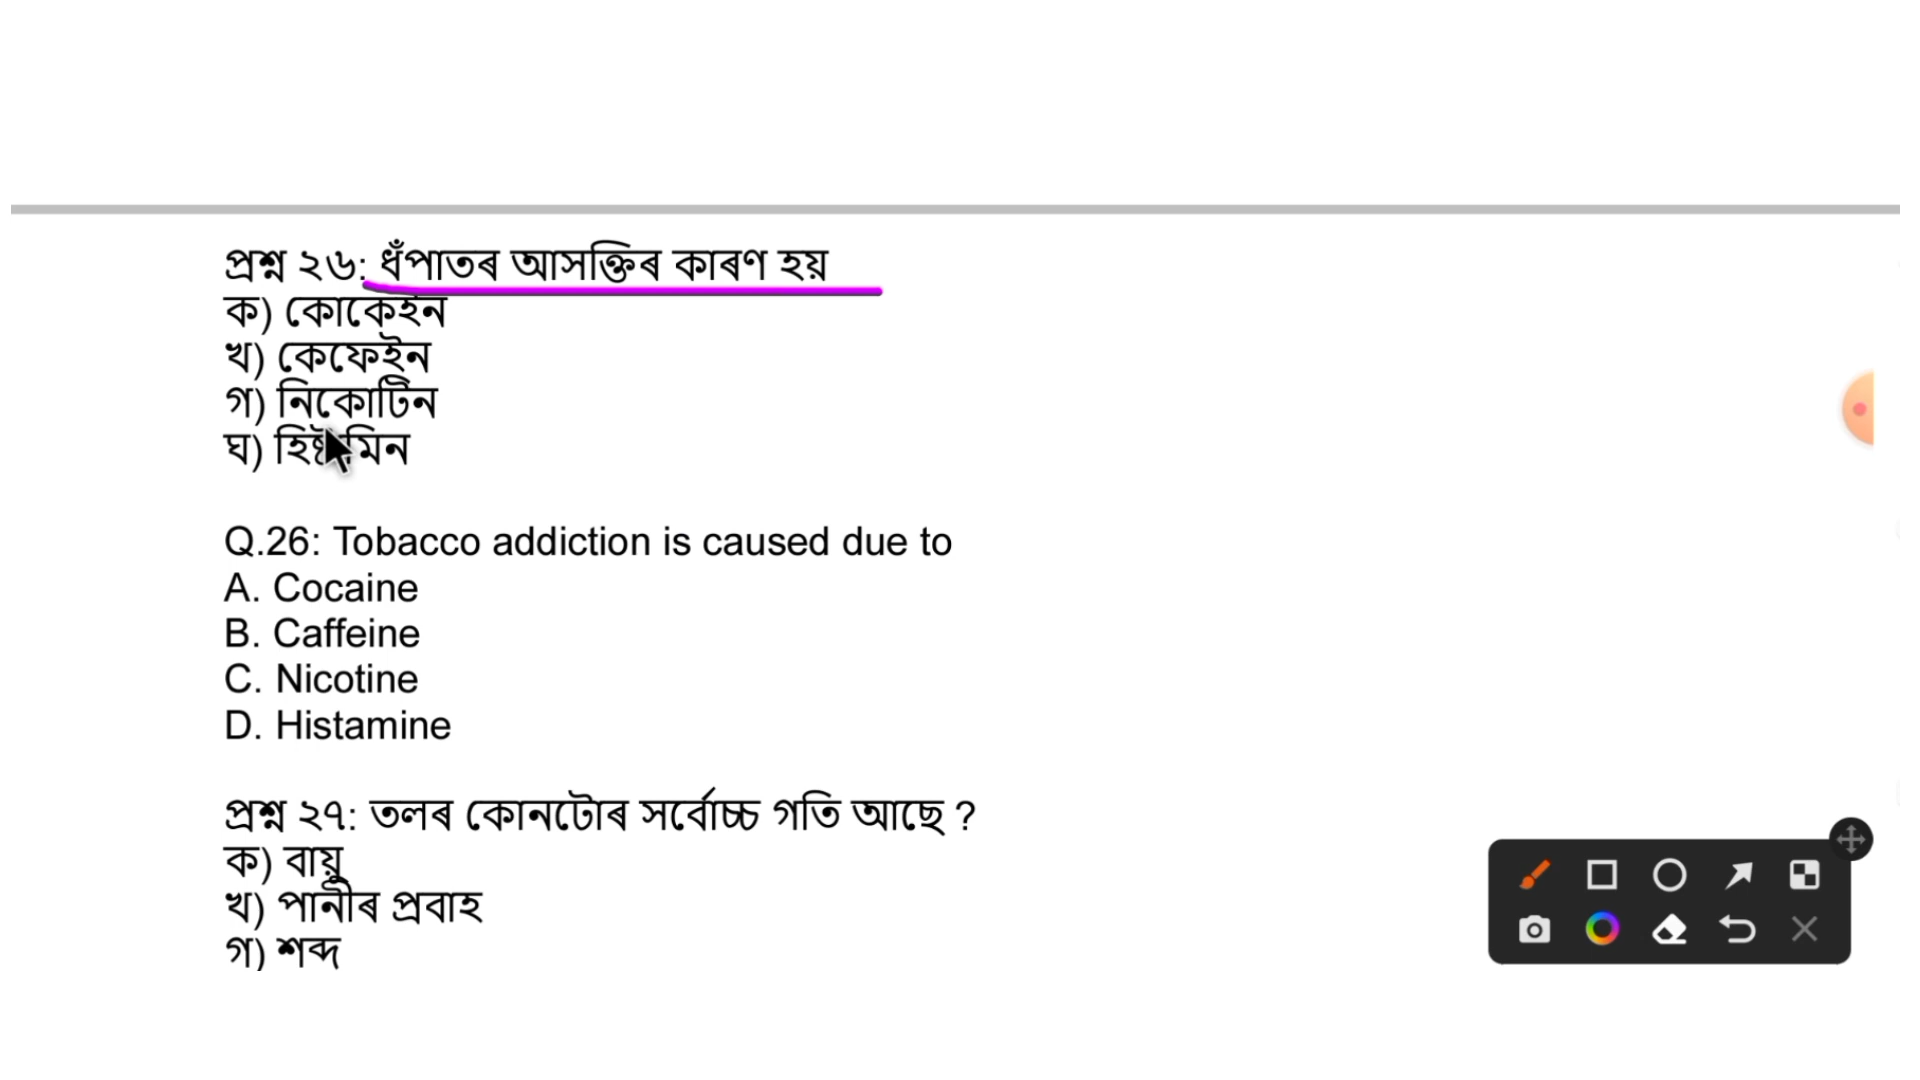 প্ৰশ্ন ২৬: ধঁপাতৰ আসক্তিৰ কাৰণ হয়
ক) কোকেইন
খ) কেফেইন
গ) নিকোটিন
ঘ) হিষ্টামিন
Q.26: Tobacco addiction is caused due to
A. Cocaine
B. Caffeine
C. Nicotine
D. Histamine
প্ৰশ্ন ২৭: তলৰ কোনটোৰ সৰ্বোচ্চ গতি আছে ?
ক) বায়ু
খ) পানীৰ প্ৰবাহ
গ) শব্দ